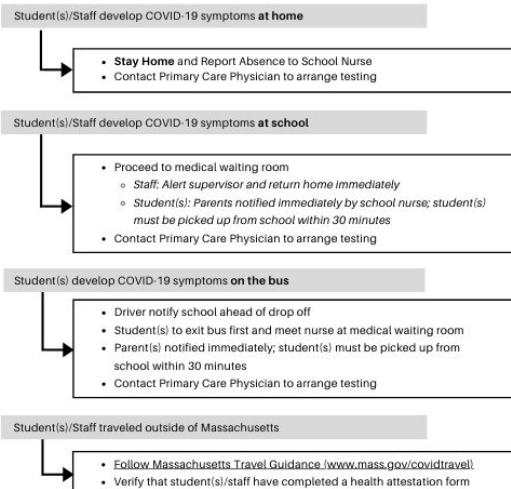 Student(s)/Staff develop COVID-19 symptoms at home
• Stay Home and Report Absence to School Nurse
• Contact Primary Care Physician to arrange testing
Student(s)/Staff develop COVID-19 symptoms at school
• Proceed to medical waiting room
◦ Staff: Alert supervisor and return home immediately
◦ Student(s): Parents notified immediately by school nurse; student(s)
must be picked up from school within 30 minutes
• Contact Primary Care Physician to arrange testing
Student(s) develop COVID-19 symptoms on the bus
• Driver notify school ahead of drop off
• Student(s) to exit bus first and meet nurse at medical waiting room
• Parent(s) notified immediately; student(s) must be picked up from
school within 30 minutes
• Contact Primary Care Physician to arrange testing
Student(s)/Staff traveled outside of Massachusetts
• Follow Massachusetts Travel Guidance (www.mass.gov/covidtravel)
• Verify that student(s)/staff have completed a health attestation form